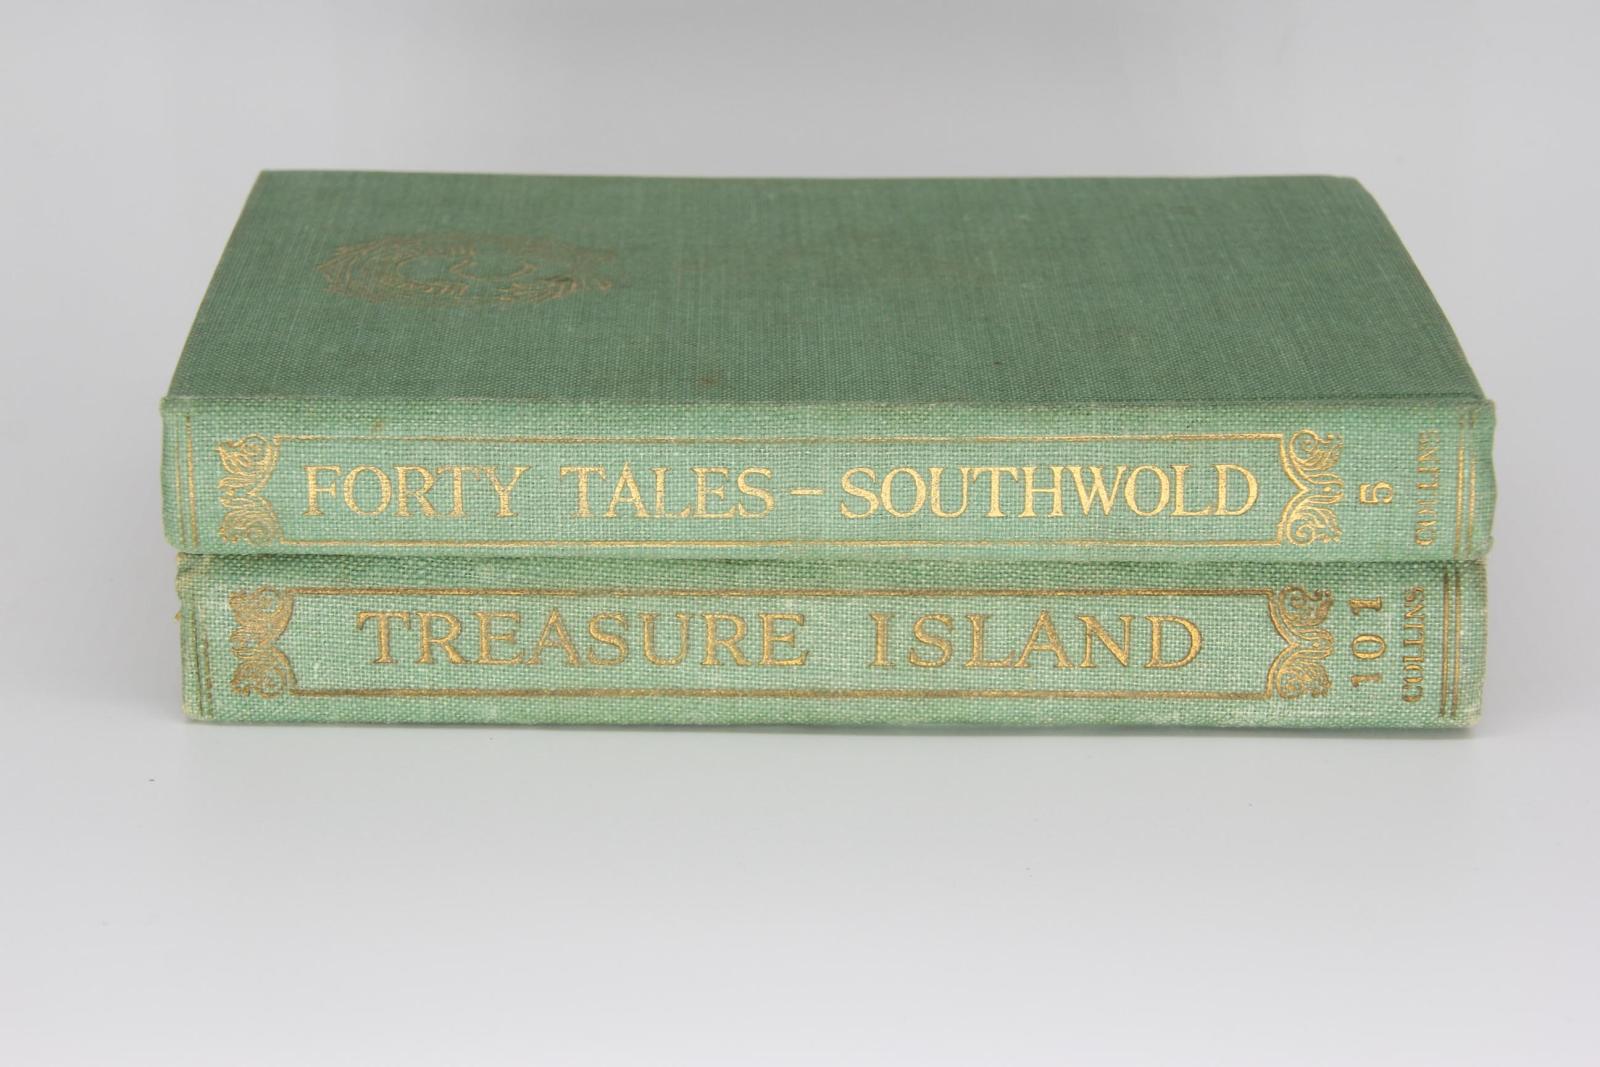 FORTY TALES – SOUTHWOLD
5
COLLINS
TREASURE ISLAND
101
COLLINS